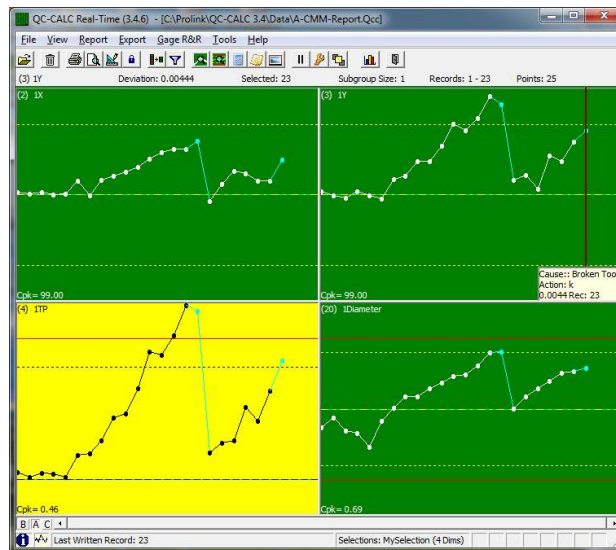 QC-CALC Real-Time (3.4.6) - [C:\Prolink\QC-CALC 3.4\Data\A-CMM-Report.Qcc]
File View Report Export Gage R&R Tools Help
(3) 1Y Deviation: 0.00444 Selected: 23 Subgroup Size: 1 Records: 1 - 23 Points: 25
(2) 1X
(3) 1Y
Cause:: Broken Too
Action: k
0.0044 Rec: 23
Cpk= 99.00
Cpk= 99.00
(4) 1TP
(20) 1Diameter
Cpk= 0.46
Cpk= 0.69
B A C
Last Written Record: 23 Selections: MySelection (4 Dims)